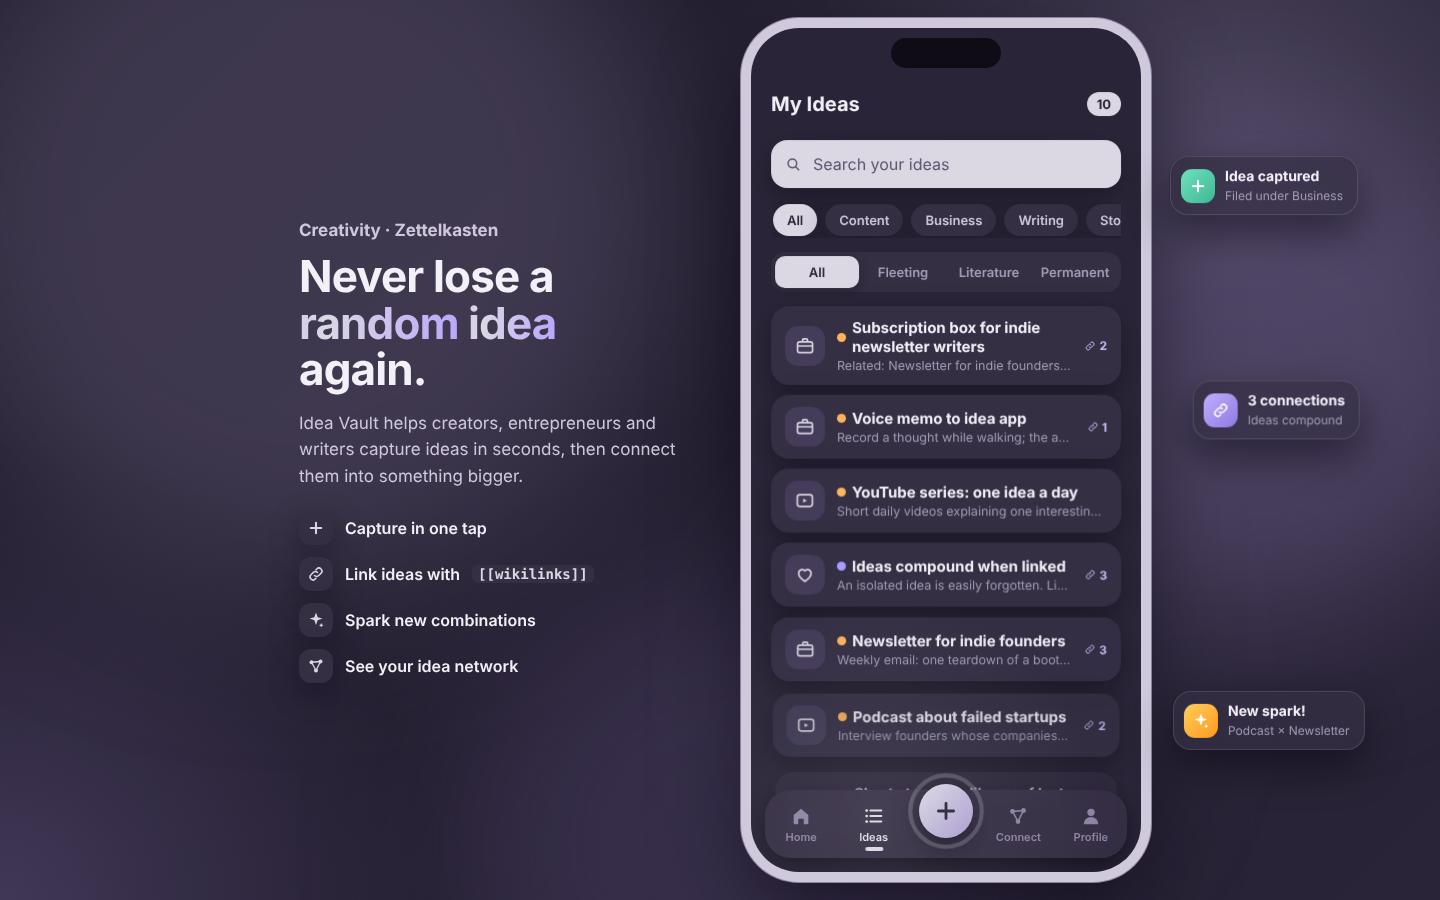 Creativity · Zettelkasten
Never lose a
random idea
again.
Idea Vault helps creators, entrepreneurs and
writers capture ideas in seconds, then connect
them into something bigger.
Capture in one tap
Link ideas with [[wikilinks]]
Spark new combinations
See your idea network
My Ideas
10
Search your ideas
All Content Business Writing Sto
All Fleeting Literature Permanent
Subscription box for indie
newsletter writers
Related: Newsletter for indie founders...
2
Voice memo to idea app
Record a thought while walking; the a...
1
YouTube series: one idea a day
Short daily videos explaining one interestin...
Ideas compound when linked
An isolated idea is easily forgotten. Li...
3
Newsletter for indie founders
Weekly email: one teardown of a boot...
3
Podcast about failed startups
Interview founders whose companies...
2
Home Ideas Connect Profile
Idea captured
Filed under Business
3 connections
Ideas compound
New spark!
Podcast × Newsletter